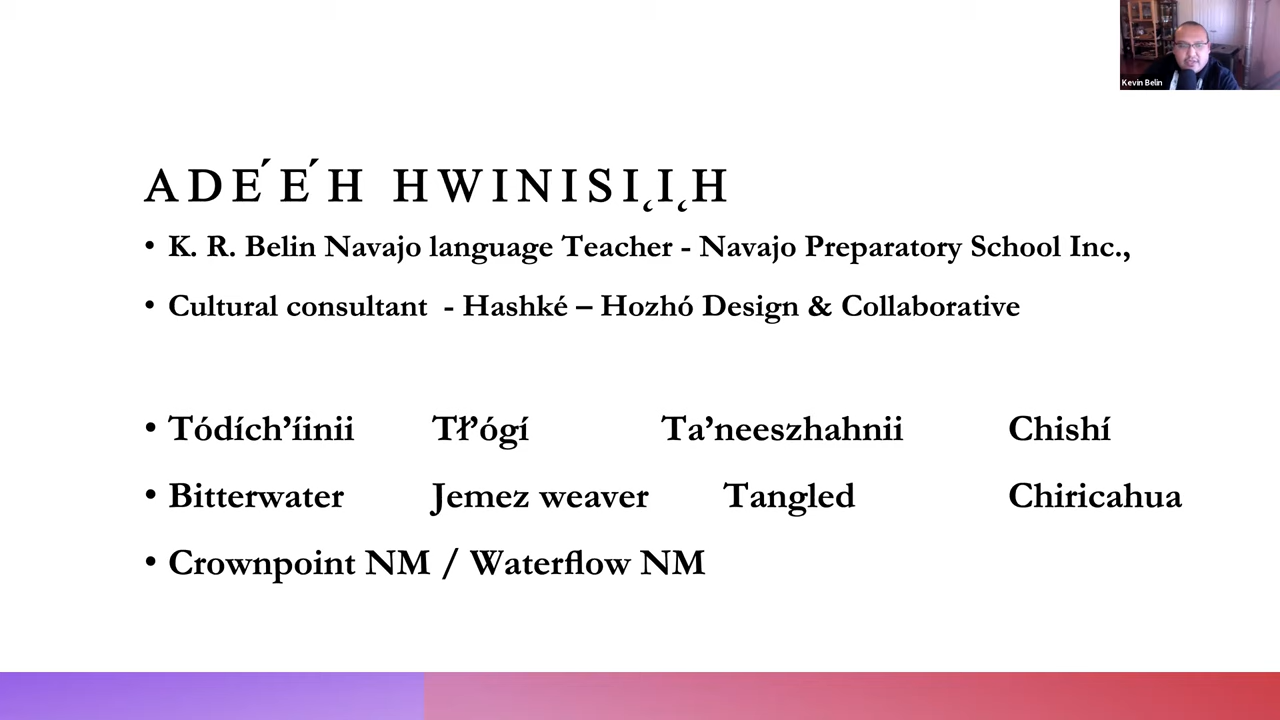 Kevin Belin
ADÉÉH HWINISĮĮH
• K. R. Belin Navajo language Teacher - Navajo Preparatory School Inc.,
• Cultural consultant - Hashké – Hozhó Design & Collaborative
• Tódích’íinii Tł’ógí Ta’neeszhahnii Chishí
• Bitterwater Jemez weaver Tangled Chiricahua
• Crownpoint NM / Waterflow NM